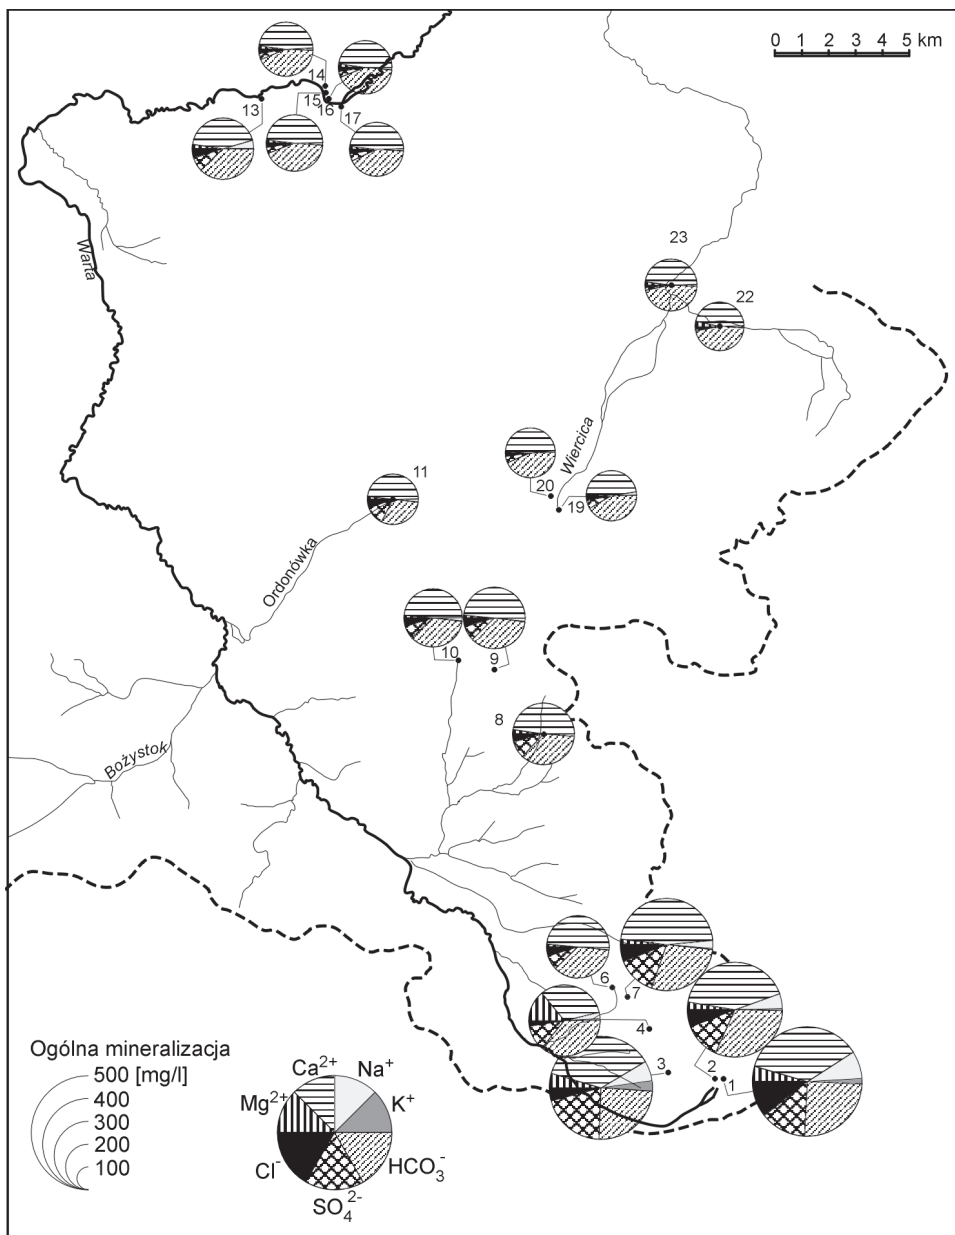 0 1 2 3 4 5 km
14
15
16
13
17
Warta
23
22
Wiercica
20
19
11
Ordonówka
10
9
8
Bożystok
6
7
4
3
2
1
Ogólna mineralizacja
500 [mg/l]
400
300
200
100
Ca²⁺
Na⁺
Mg²⁺
K⁺
Cl⁻
HCO₃⁻
SO₄²⁻